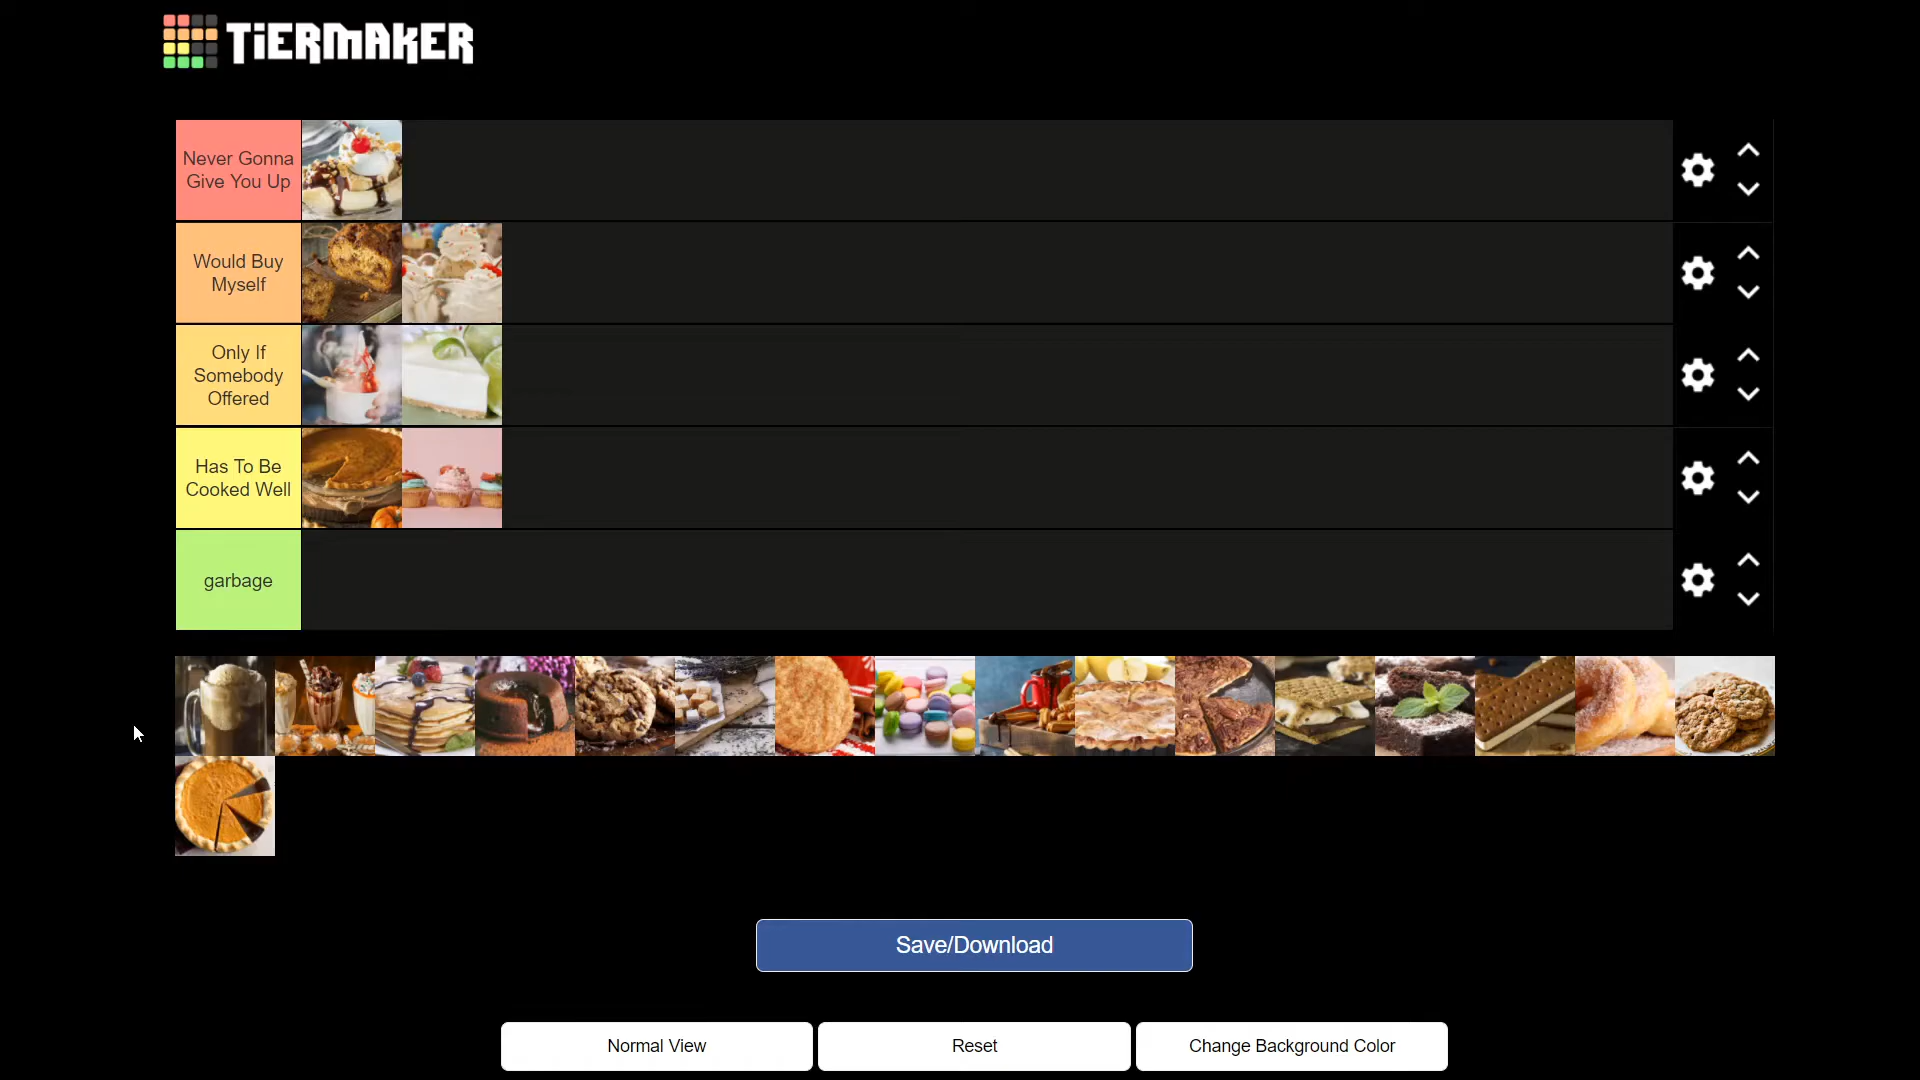 TiERMAKER
Never Gonna
Give You Up
Would Buy
Myself
Only If
Somebody
Offered
Has To Be
Cooked Well
garbage
Save/Download
Normal View
Reset
Change Background Color